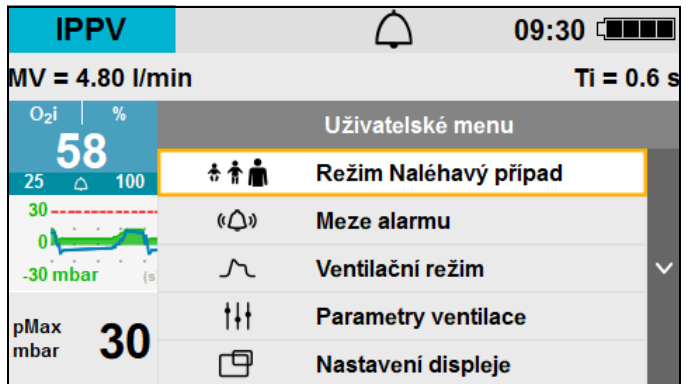 IPPV 09:30
MV = 4.80 l/min Ti = 0.6 s
O₂i %
58
25 100
Uživatelské menu
Režim Naléhavý případ
Meze alarmu
Ventilační režim
Parametry ventilace
Nastavení displeje
30
0
-30 mbar (s
pMax
mbar 30